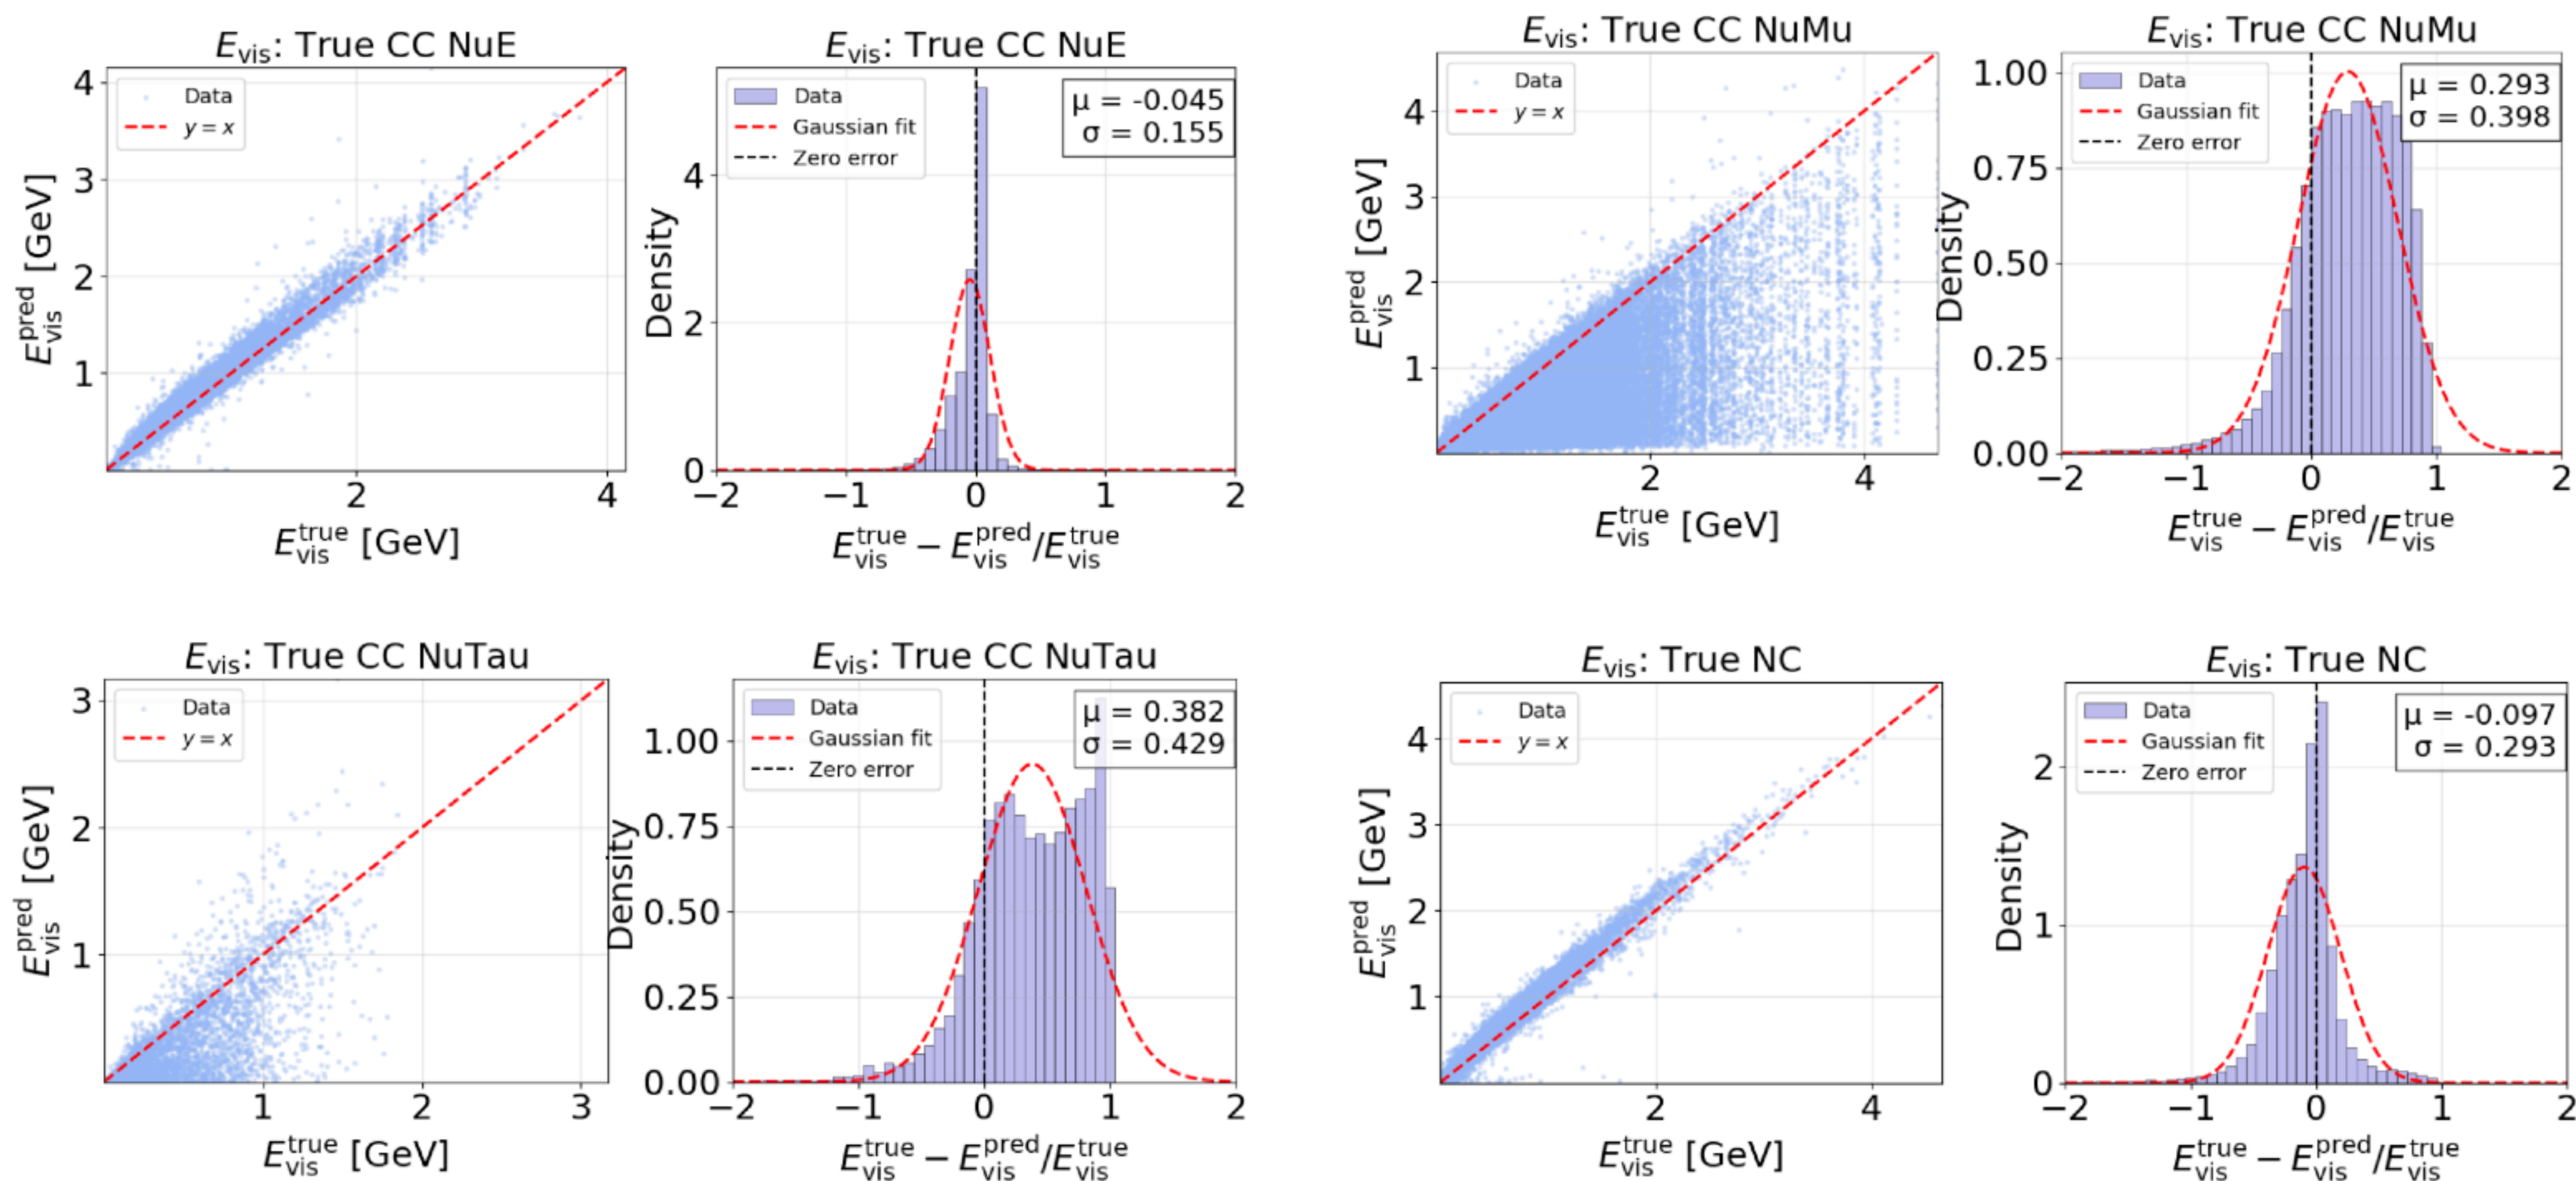 E_vis: True CC NuE
Data
y = x
4
3
2
1
2
4
E_vis^pred [GeV]
E_vis^true [GeV]
E_vis: True CC NuE
Data
Gaussian fit
Zero error
μ = -0.045
σ = 0.155
4
2
0
−2
−1
0
1
2
Density
E_vis^true − E_vis^pred/E_vis^true
E_vis: True CC NuMu
Data
y = x
4
3
2
1
2
4
E_vis^pred [GeV]
E_vis^true [GeV]
E_vis: True CC NuMu
Data
Gaussian fit
Zero error
μ = 0.293
σ = 0.398
1.00
0.75
0.50
0.25
0.00
−2
−1
0
1
2
Density
E_vis^true − E_vis^pred/E_vis^true
E_vis: True CC NuTau
Data
y = x
3
2
1
1
2
3
E_vis^pred [GeV]
E_vis^true [GeV]
E_vis: True CC NuTau
Data
Gaussian fit
Zero error
μ = 0.382
σ = 0.429
1.00
0.75
0.50
0.25
0.00
−2
−1
0
1
2
Density
E_vis^true − E_vis^pred/E_vis^true
E_vis: True NC
Data
y = x
4
3
2
1
2
4
E_vis^pred [GeV]
E_vis^true [GeV]
E_vis: True NC
Data
Gaussian fit
Zero error
μ = -0.097
σ = 0.293
2
1
0
−2
−1
0
1
2
Density
E_vis^true − E_vis^pred/E_vis^true